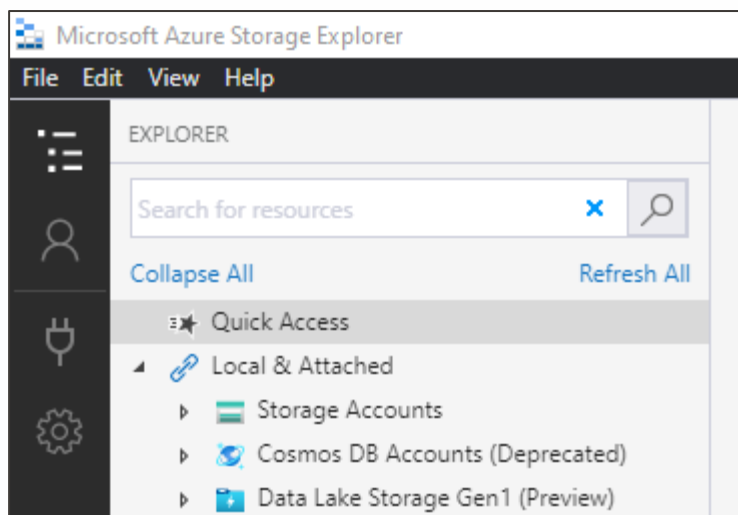 Microsoft Azure Storage Explorer
File Edit View Help
EXPLORER
Search for resources
Collapse All Refresh All
Quick Access
Local & Attached
Storage Accounts
Cosmos DB Accounts (Deprecated)
Data Lake Storage Gen1 (Preview)